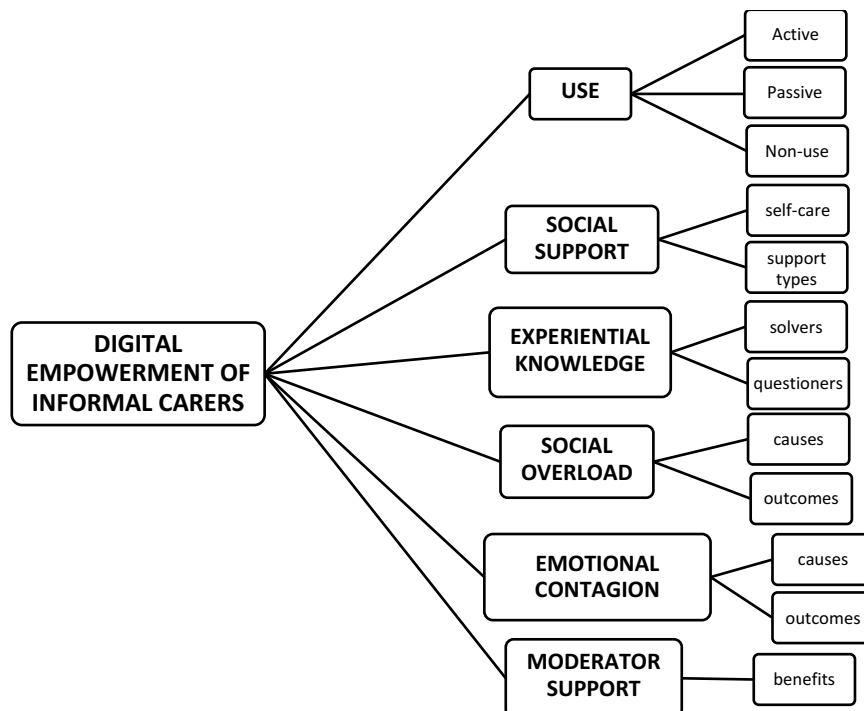 DIGITAL
EMPOWERMENT OF
INFORMAL CARERS
USE
Active
Passive
Non-use
SOCIAL
SUPPORT
self-care
support
types
EXPERIENTIAL
KNOWLEDGE
solvers
questioners
SOCIAL
OVERLOAD
causes
outcomes
EMOTIONAL
CONTAGION
causes
outcomes
MODERATOR
SUPPORT
benefits